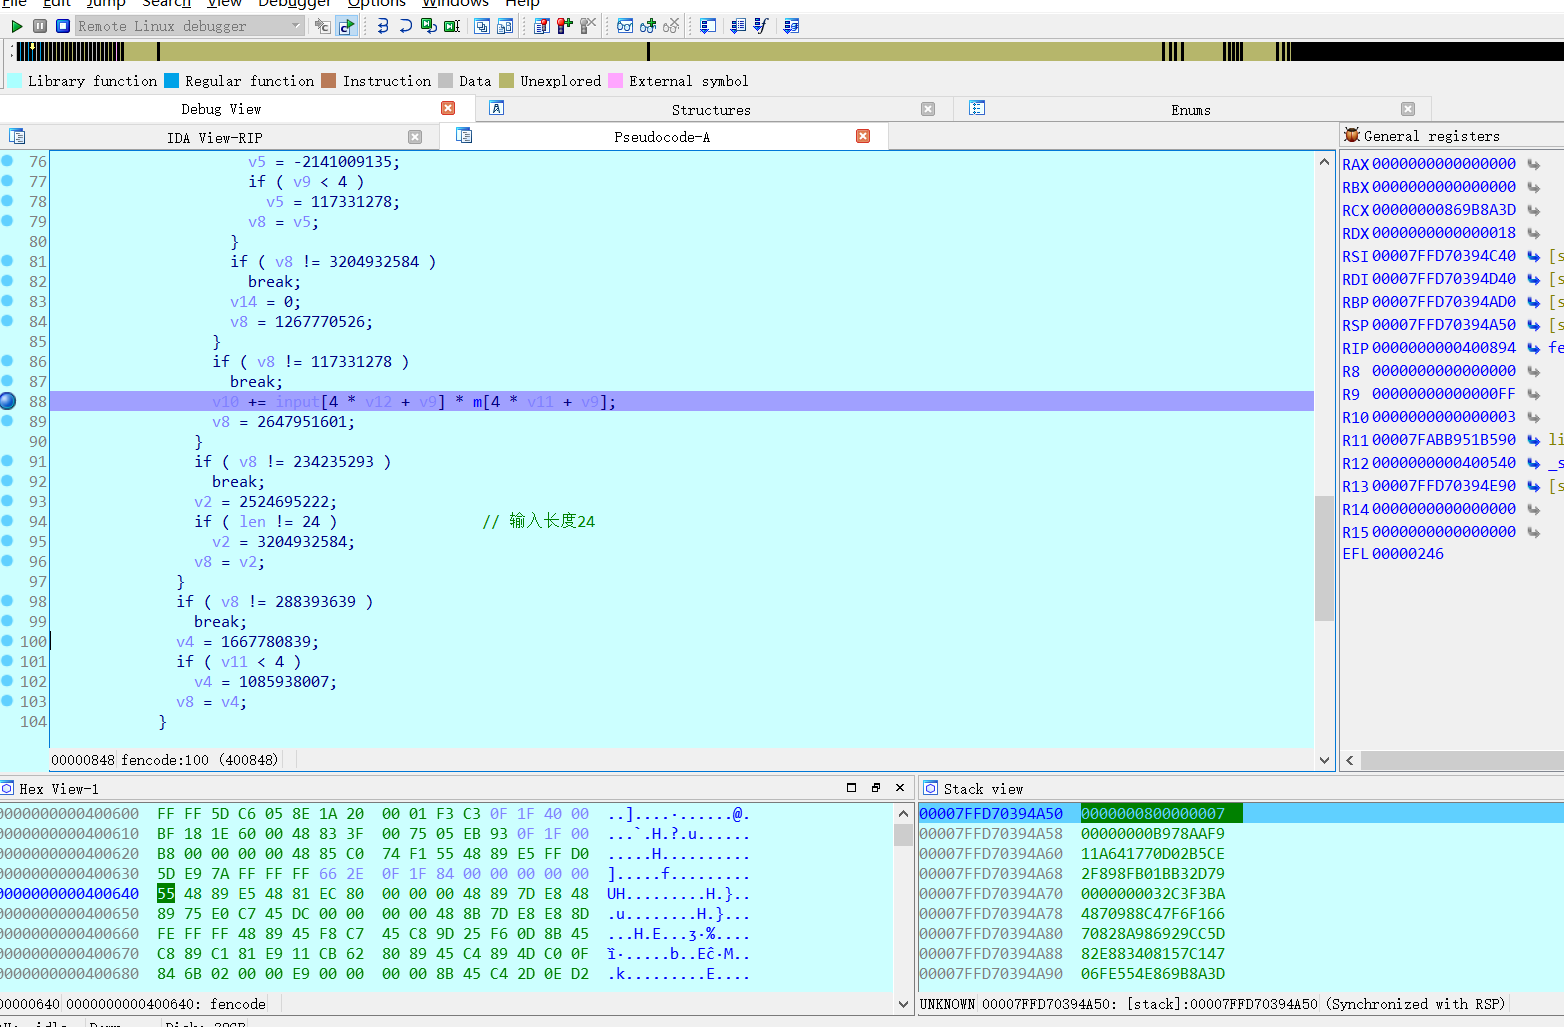 File Edit Jump Search View Debugger Options Windows Help
Remote Linux debugger
Library function Regular function Instruction Data Unexplored External symbol
Debug View Structures Enums
IDA View-RIP Pseudocode-A
76 v5 = -2141009135;
77 if ( v9 < 4 )
78 v5 = 117331278;
79 v8 = v5;
80 }
81 if ( v8 != 3204932584 )
82 break;
83 v14 = 0;
84 v8 = 1267770526;
85 }
86 if ( v8 != 117331278 )
87 break;
88 v10 += input[4 * v12 + v9] * m[4 * v11 + v9];
89 v8 = 2647951601;
90 }
91 if ( v8 != 234235293 )
92 break;
93 v2 = 2524695222;
94 if ( len != 24 ) // 输入长度24
95 v2 = 3204932584;
96 v8 = v2;
97 }
98 if ( v8 != 288393639 )
99 break;
100 v4 = 1667780839;
101 if ( v11 < 4 )
102 v4 = 1085938007;
103 v8 = v4;
104 }
00000848 fencode:100 (400848)
General registers
RAX 0000000000000000
RBX 0000000000000000
RCX 00000000869B8A3D
RDX 0000000000000018
RSI 00007FFD70394C40 [s
RDI 00007FFD70394D40 [s
RBP 00007FFD70394AD0 [s
RSP 00007FFD70394A50 [s
RIP 0000000000400894 fe
R8 0000000000000000
R9 00000000000000FF
R10 0000000000000003
R11 00007FABB951B590 li
R12 0000000000400540 _s
R13 00007FFD70394E90 [s
R14 0000000000000000
R15 0000000000000000
EFL 00000246
Hex View-1
0000000000400600 FF FF 5D C6 05 8E 1A 20 00 01 F3 C3 0F 1F 40 00 ..]....·......@.
0000000000400610 BF 18 1E 60 00 48 83 3F 00 75 05 EB 93 0F 1F 00 ...`.H.?.u......
0000000000400620 B8 00 00 00 00 48 85 C0 74 F1 55 48 89 E5 FF D0 .....H..........
0000000000400630 5D E9 7A FF FF FF 66 2E 0F 1F 84 00 00 00 00 00 ].....f.........
0000000000400640 55 48 89 E5 48 81 EC 80 00 00 00 48 89 7D E8 48 UH.........H.}..
0000000000400650 89 75 E0 C7 45 DC 00 00 00 00 48 8B 7D E8 E8 8D .u........H.}...
0000000000400660 FE FF FF 48 89 45 F8 C7 45 C8 9D 25 F6 0D 8B 45 ...H.E...ʒ·%....
0000000000400670 C8 89 C1 81 E9 11 CB 62 80 89 45 C4 89 4D C0 0F ȉ·.....b..Eĉ·M..
0000000000400680 84 6B 02 00 00 E9 00 00 00 00 8B 45 C4 2D 0E D2 .k.........E....
00000640 0000000000400640: fencode
Stack view
00007FFD70394A50 0000000800000007
00007FFD70394A58 00000000B978AAF9
00007FFD70394A60 11A641770D02B5CE
00007FFD70394A68 2F898FB01BB32D79
00007FFD70394A70 0000000032C3F3BA
00007FFD70394A78 4870988C47F6F166
00007FFD70394A80 70828A986929CC5D
00007FFD70394A88 82E883408157C147
00007FFD70394A90 06FE554E869B8A3D
UNKNOWN 00007FFD70394A50: [stack]:00007FFD70394A50 (Synchronized with RSP)